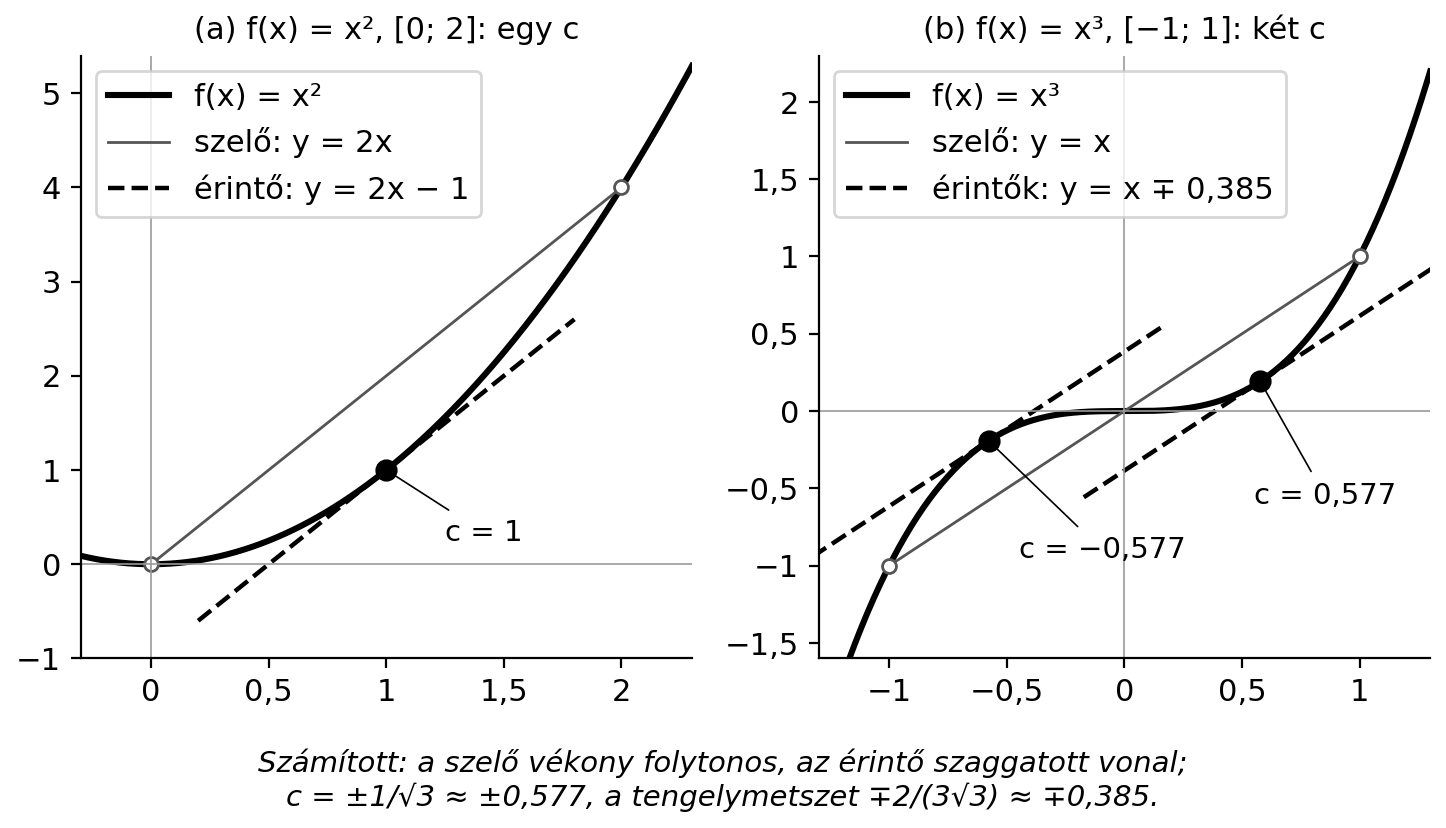 (a) f(x) = x², [0; 2]: egy c
f(x) = x²
szelő: y = 2x
érintő: y = 2x − 1
5
4
3
2
1
0
−1
0
0,5
1
1,5
2
c = 1
(b) f(x) = x³, [−1; 1]: két c
f(x) = x³
szelő: y = x
érintők: y = x ∓ 0,385
2
1,5
1
0,5
0
−0,5
−1
−1,5
−1
−0,5
0
0,5
1
c = 0,577
c = −0,577
Számított: a szelő vékony folytonos, az érintő szaggatott vonal;
c = ±1/√3 ≈ ±0,577, a tengelymetszet ∓2/(3√3) ≈ ∓0,385.